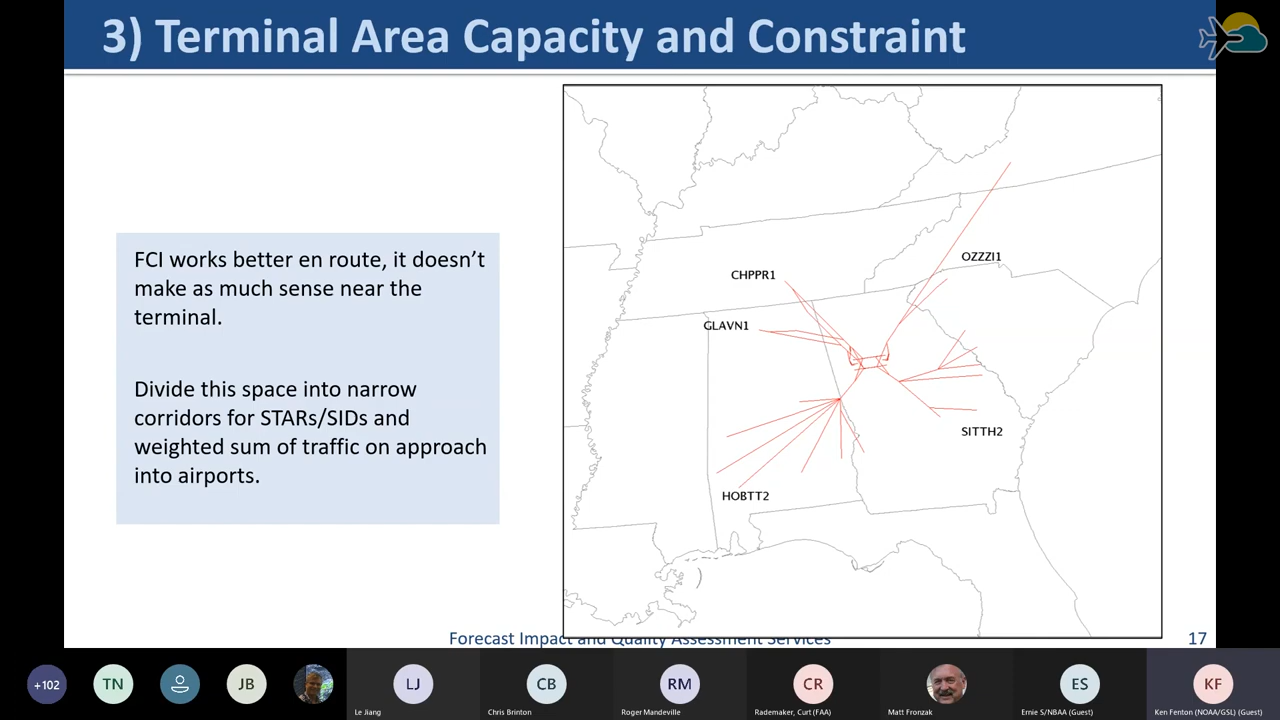 3) Terminal Area Capacity and Constraint
FCI works better en route, it doesn't
make as much sense near the
terminal.
Divide this space into narrow
corridors for STARs/SIDs and
weighted sum of traffic on approach
into airports.
OZZZI1
CHPPR1
GLAVN1
SITTH2
HOBTT2
Forecast Impact and Quality Assessment Services
17
+102
TN
JB
LJ
CB
RM
CR
ES
KF
Le Jiang
Chris Brinton
Roger Mandeville
Rademaker, Curt (FAA)
Matt Fronzak
Ernie S/NBAA (Guest)
Ken Fenton (NOAA/GSL) (Guest)